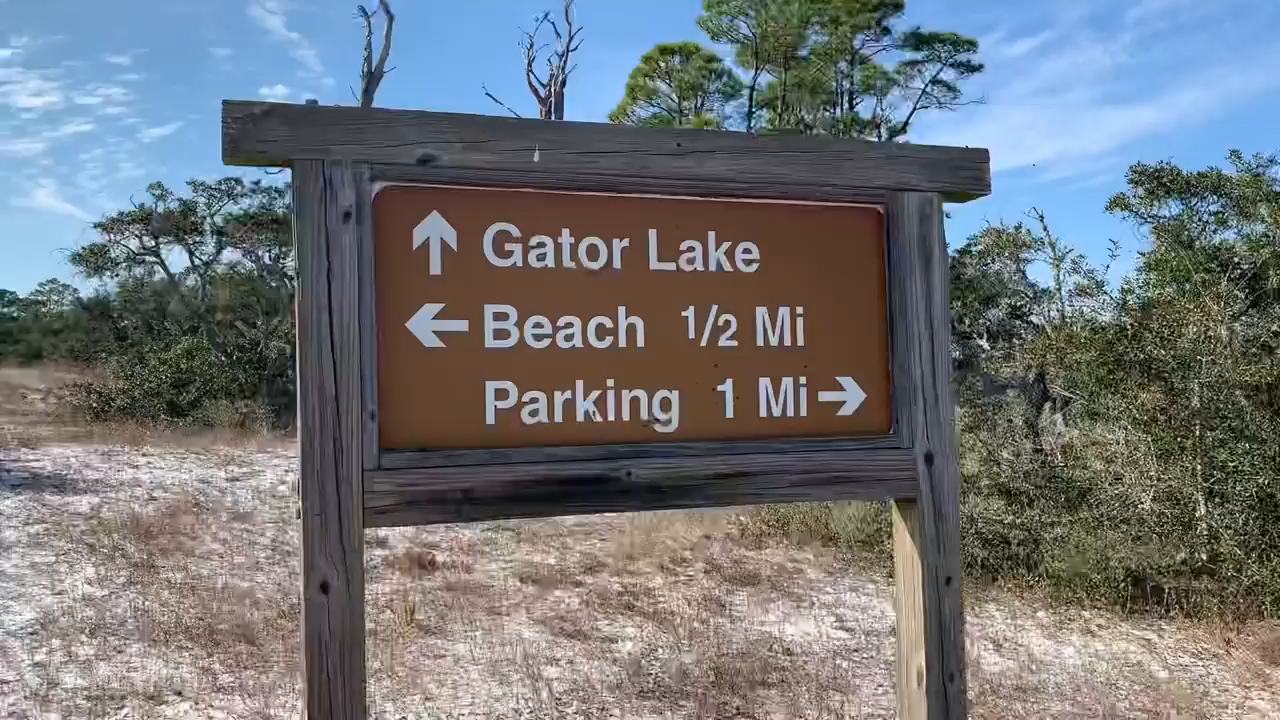 ↑ Gator Lake
← Beach 1/2 Mi
Parking 1 Mi →